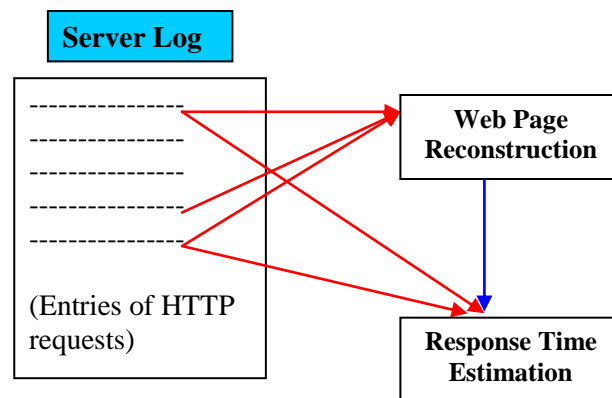 Server Log
Web Page
Reconstruction
(Entries of HTTP
requests)
Response Time
Estimation